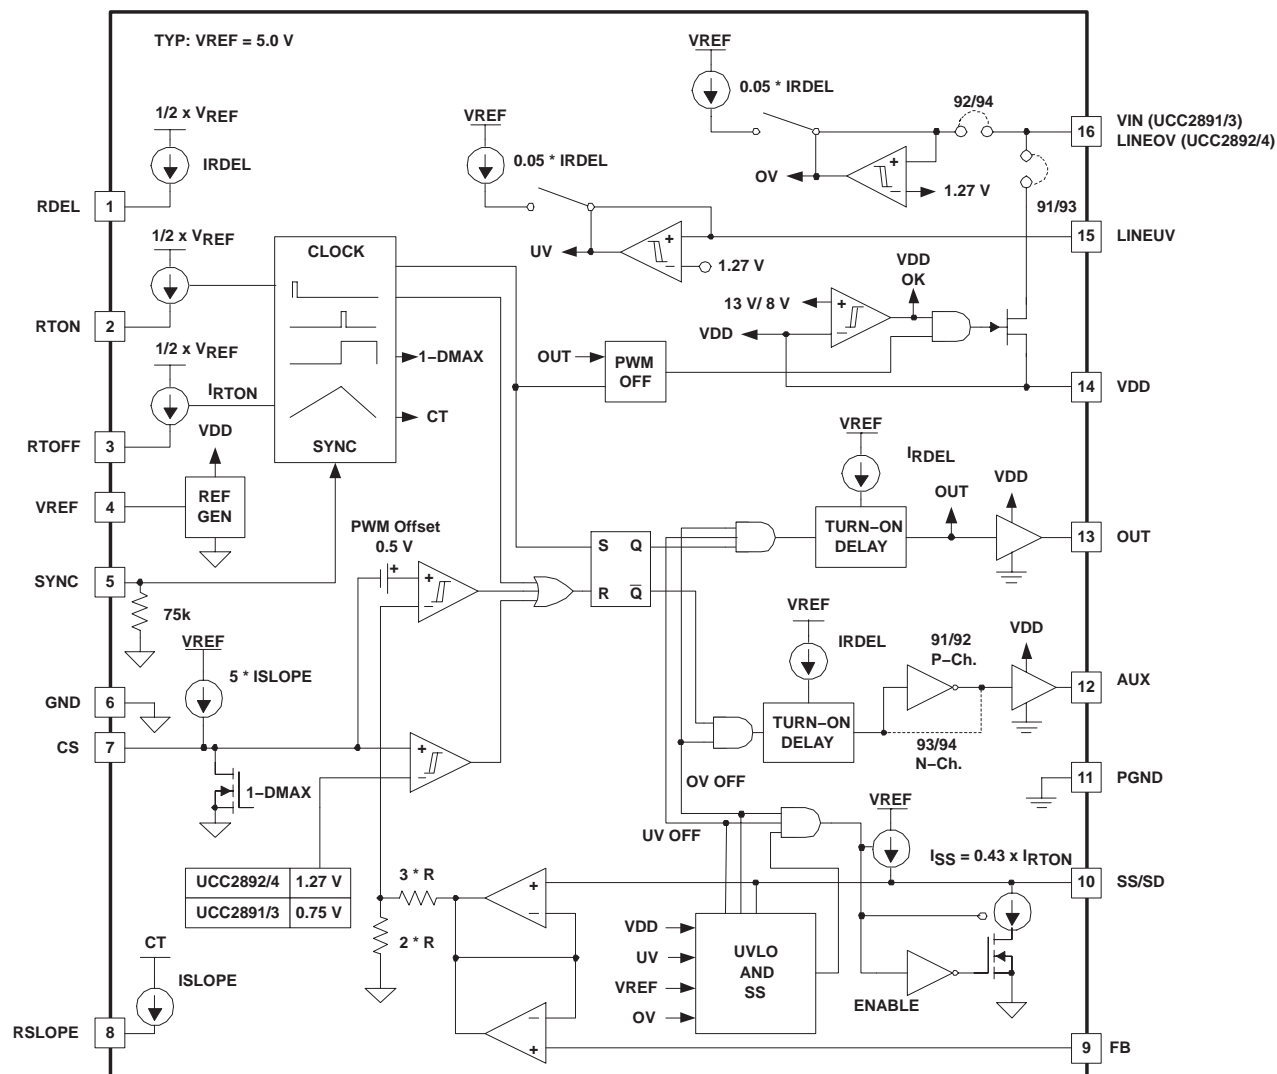 TYP: VREF = 5.0 V
VREF
0.05 * IRDEL
92/94
16
VIN (UCC2891/3)
LINEOV (UCC2892/4)
1/2 x VREF
IRDEL
VREF
0.05 * IRDEL
OV
+
−
1.27 V
91/93
RDEL
1
1/2 x VREF
CLOCK
UV
+
−
1.27 V
15
LINEUV
RTON
2
13 V/ 8 V
VDD
+
−
VDD
OK
1/2 x VREF
IRTON
1−DMAX
OUT
PWM
OFF
14
VDD
CT
RTOFF
3
VDD
SYNC
VREF
IRDEL
VREF
4
REF
GEN
OUT
VDD
PWM Offset
0.5 V
TURN−ON
DELAY
13
OUT
S
Q
R
Q̅
SYNC
5
+
+
−
75k
VREF
5 * ISLOPE
VREF
IRDEL
91/92
P−Ch.
VDD
12
AUX
GND
6
CS
7
+
−
TURN−ON
DELAY
93/94
N−Ch.
1−DMAX
OV OFF
11
PGND
UV OFF
VREF
ISS = 0.43 x IRTON
UCC2892/4
1.27 V
UCC2891/3
0.75 V
3 * R
2 * R
+
−
10
SS/SD
VDD
UV
VREF
OV
UVLO
AND
SS
ENABLE
CT
ISLOPE
RSLOPE
8
−
+
9
FB